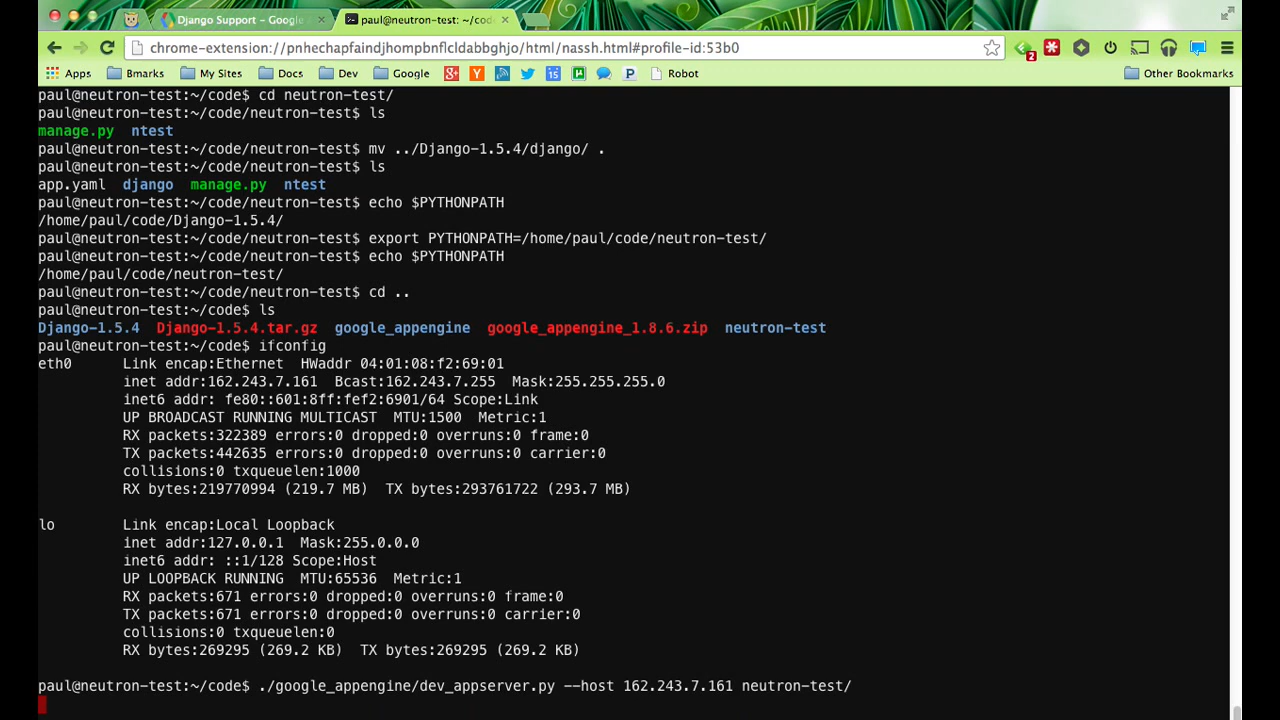 Django Support - Google
paul@neutron-test: ~/cod
chrome-extension://pnhechapfaindjhompbnflcldabbghjo/html/nassh.html#profile-id:53b0
2
Apps Bmarks My Sites Docs Dev Google g+ Y 15 P Robot Other Bookmarks
paul@neutron-test:~/code$ cd neutron-test/
paul@neutron-test:~/code/neutron-test$ ls
manage.py ntest
paul@neutron-test:~/code/neutron-test$ mv ../Django-1.5.4/django/ .
paul@neutron-test:~/code/neutron-test$ ls
app.yaml django manage.py ntest
paul@neutron-test:~/code/neutron-test$ echo $PYTHONPATH
/home/paul/code/Django-1.5.4/
paul@neutron-test:~/code/neutron-test$ export PYTHONPATH=/home/paul/code/neutron-test/
paul@neutron-test:~/code/neutron-test$ echo $PYTHONPATH
/home/paul/code/neutron-test/
paul@neutron-test:~/code/neutron-test$ cd ..
paul@neutron-test:~/code$ ls
Django-1.5.4 Django-1.5.4.tar.gz google_appengine google_appengine_1.8.6.zip neutron-test
paul@neutron-test:~/code$ ifconfig
eth0 Link encap:Ethernet HWaddr 04:01:08:f2:69:01
inet addr:162.243.7.161 Bcast:162.243.7.255 Mask:255.255.255.0
inet6 addr: fe80::601:8ff:fef2:6901/64 Scope:Link
UP BROADCAST RUNNING MULTICAST MTU:1500 Metric:1
RX packets:322389 errors:0 dropped:0 overruns:0 frame:0
TX packets:442635 errors:0 dropped:0 overruns:0 carrier:0
collisions:0 txqueuelen:1000
RX bytes:219770994 (219.7 MB) TX bytes:293761722 (293.7 MB)
lo Link encap:Local Loopback
inet addr:127.0.0.1 Mask:255.0.0.0
inet6 addr: ::1/128 Scope:Host
UP LOOPBACK RUNNING MTU:65536 Metric:1
RX packets:671 errors:0 dropped:0 overruns:0 frame:0
TX packets:671 errors:0 dropped:0 overruns:0 carrier:0
collisions:0 txqueuelen:0
RX bytes:269295 (269.2 KB) TX bytes:269295 (269.2 KB)
paul@neutron-test:~/code$ ./google_appengine/dev_appserver.py --host 162.243.7.161 neutron-test/